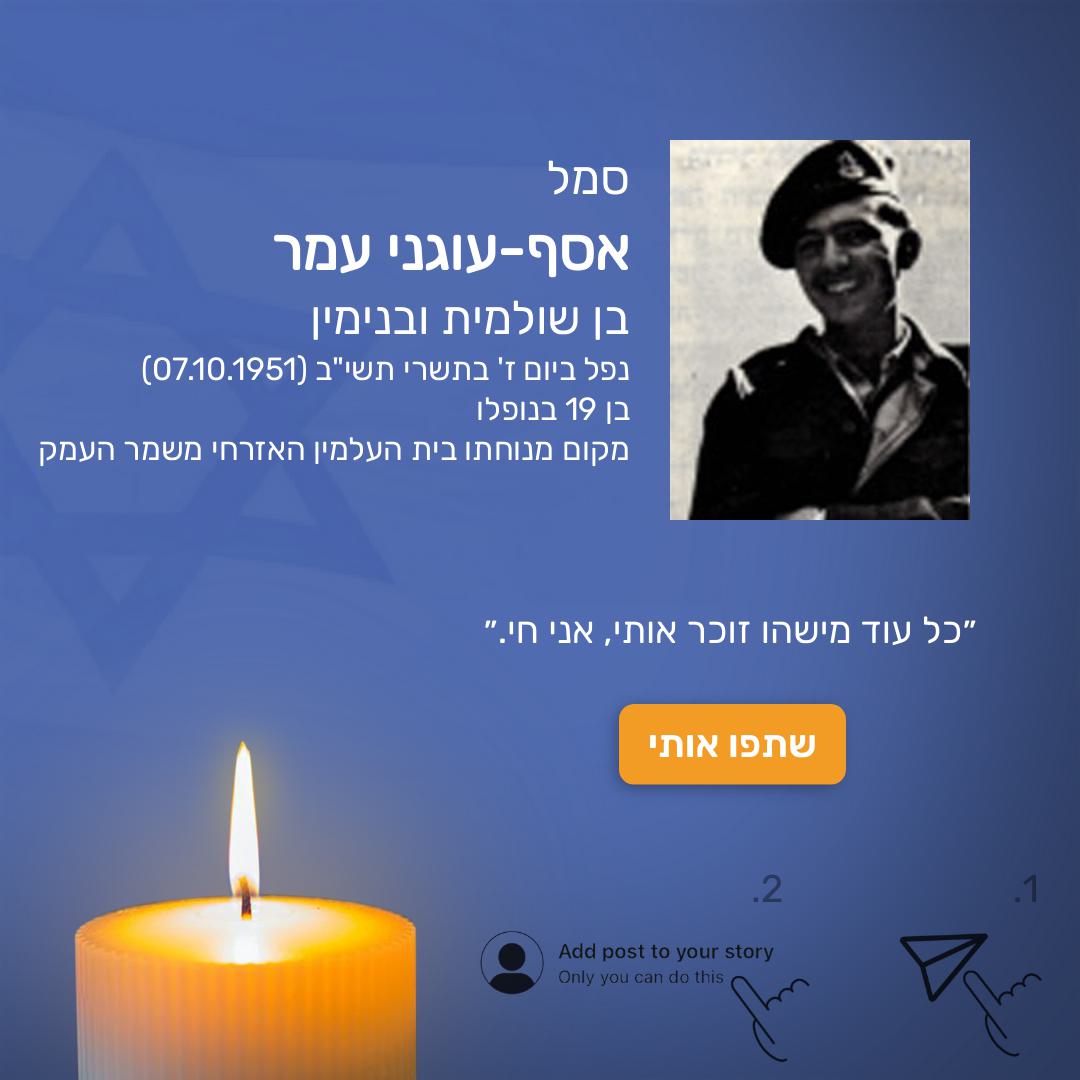 סמל
אסף-עוגני עמר
בן שולמית ובנימין
נפל ביום ז' בתשרי תשי"ב (07.10.1951)
בן 19 בנופלו
מקום מנוחתו בית העלמין האזרחי משמר העמק
״כל עוד מישהו זוכר אותי, אני חי.״
שתפו אותי
1.
2.
Add post to your story
Only you can do this